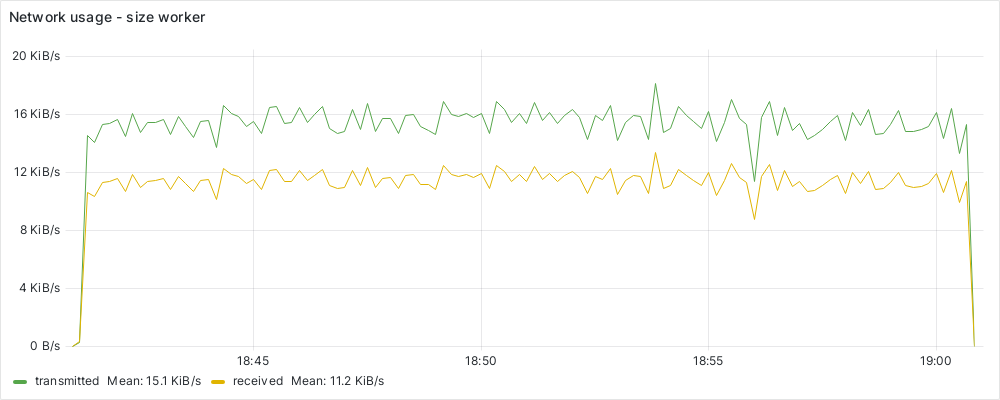 Network usage - size worker
20 KiB/s
16 KiB/s
12 KiB/s
8 KiB/s
4 KiB/s
0 B/s
18:45 18:50 18:55 19:00
transmitted Mean: 15.1 KiB/s received Mean: 11.2 KiB/s